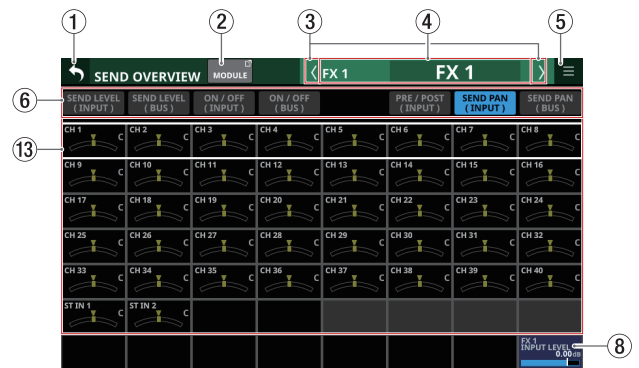 1 2 3 4 5
SEND OVERVIEW MODULE FX 1 FX 1
6
SEND LEVEL (INPUT) SEND LEVEL (BUS) ON / OFF (INPUT) ON / OFF (BUS) PRE / POST (INPUT) SEND PAN (INPUT) SEND PAN (BUS)
13
CH 1 C CH 2 C CH 3 C CH 4 C CH 5 C CH 6 C CH 7 C CH 8 C
CH 9 C CH 10 C CH 11 C CH 12 C CH 13 C CH 14 C CH 15 C CH 16 C
CH 17 C CH 18 C CH 19 C CH 20 C CH 21 C CH 22 C CH 23 C CH 24 C
CH 25 C CH 26 C CH 27 C CH 28 C CH 29 C CH 30 C CH 31 C CH 32 C
CH 33 C CH 34 C CH 35 C CH 36 C CH 37 C CH 38 C CH 39 C CH 40 C
ST IN 1 C ST IN 2 C
FX 1
INPUT LEVEL
0.00dB
8